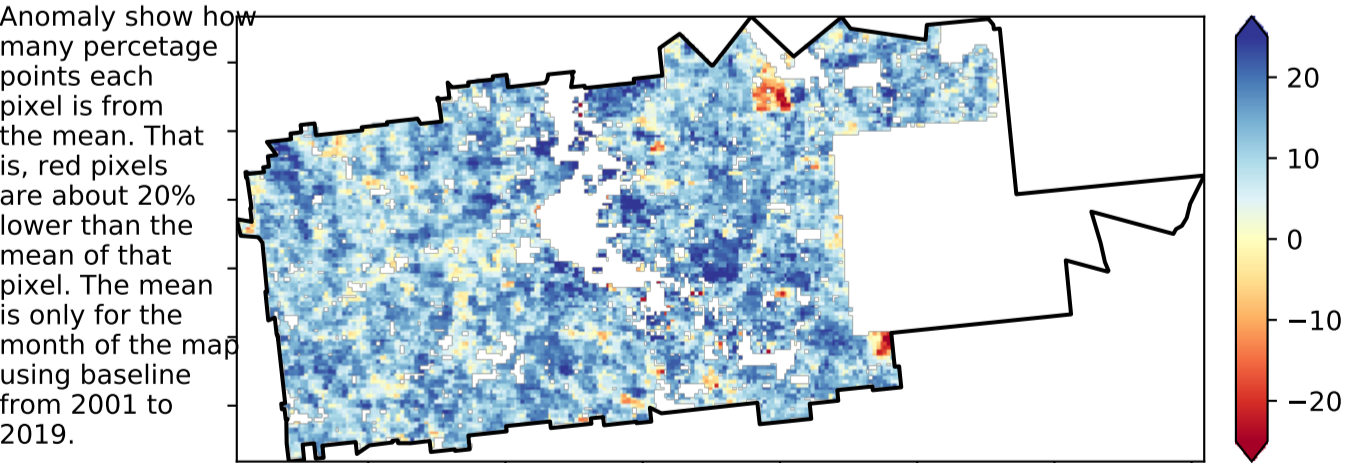 Anomaly show how
many percetage
points each
pixel is from
the mean. That
is, red pixels
are about 20%
lower than the
mean of that
pixel. The mean
is only for the
month of the map
using baseline
from 2001 to
2019.
20
10
0
−10
−20